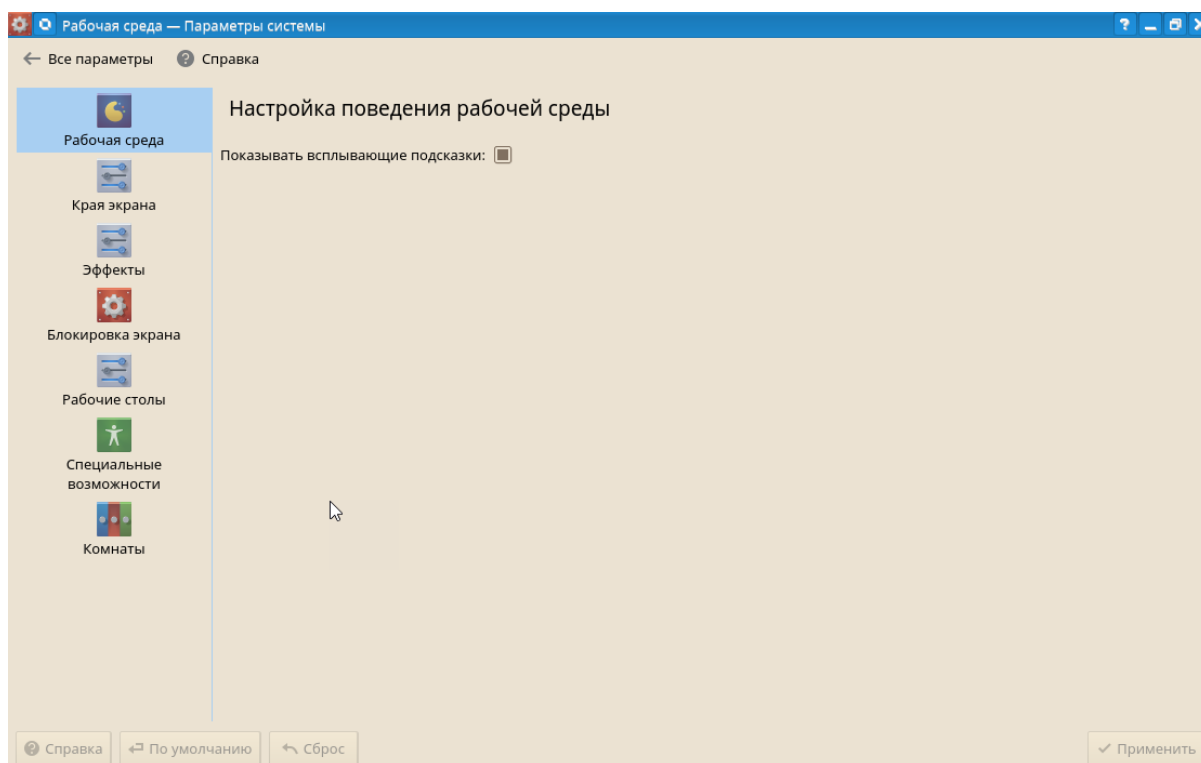 Рабочая среда — Параметры системы
Все параметры Справка
Рабочая среда
Края экрана
Эффекты
Блокировка экрана
Рабочие столы
Специальные
возможности
Комнаты
Настройка поведения рабочей среды
Показывать всплывающие подсказки:
Справка По умолчанию Сброс Применить